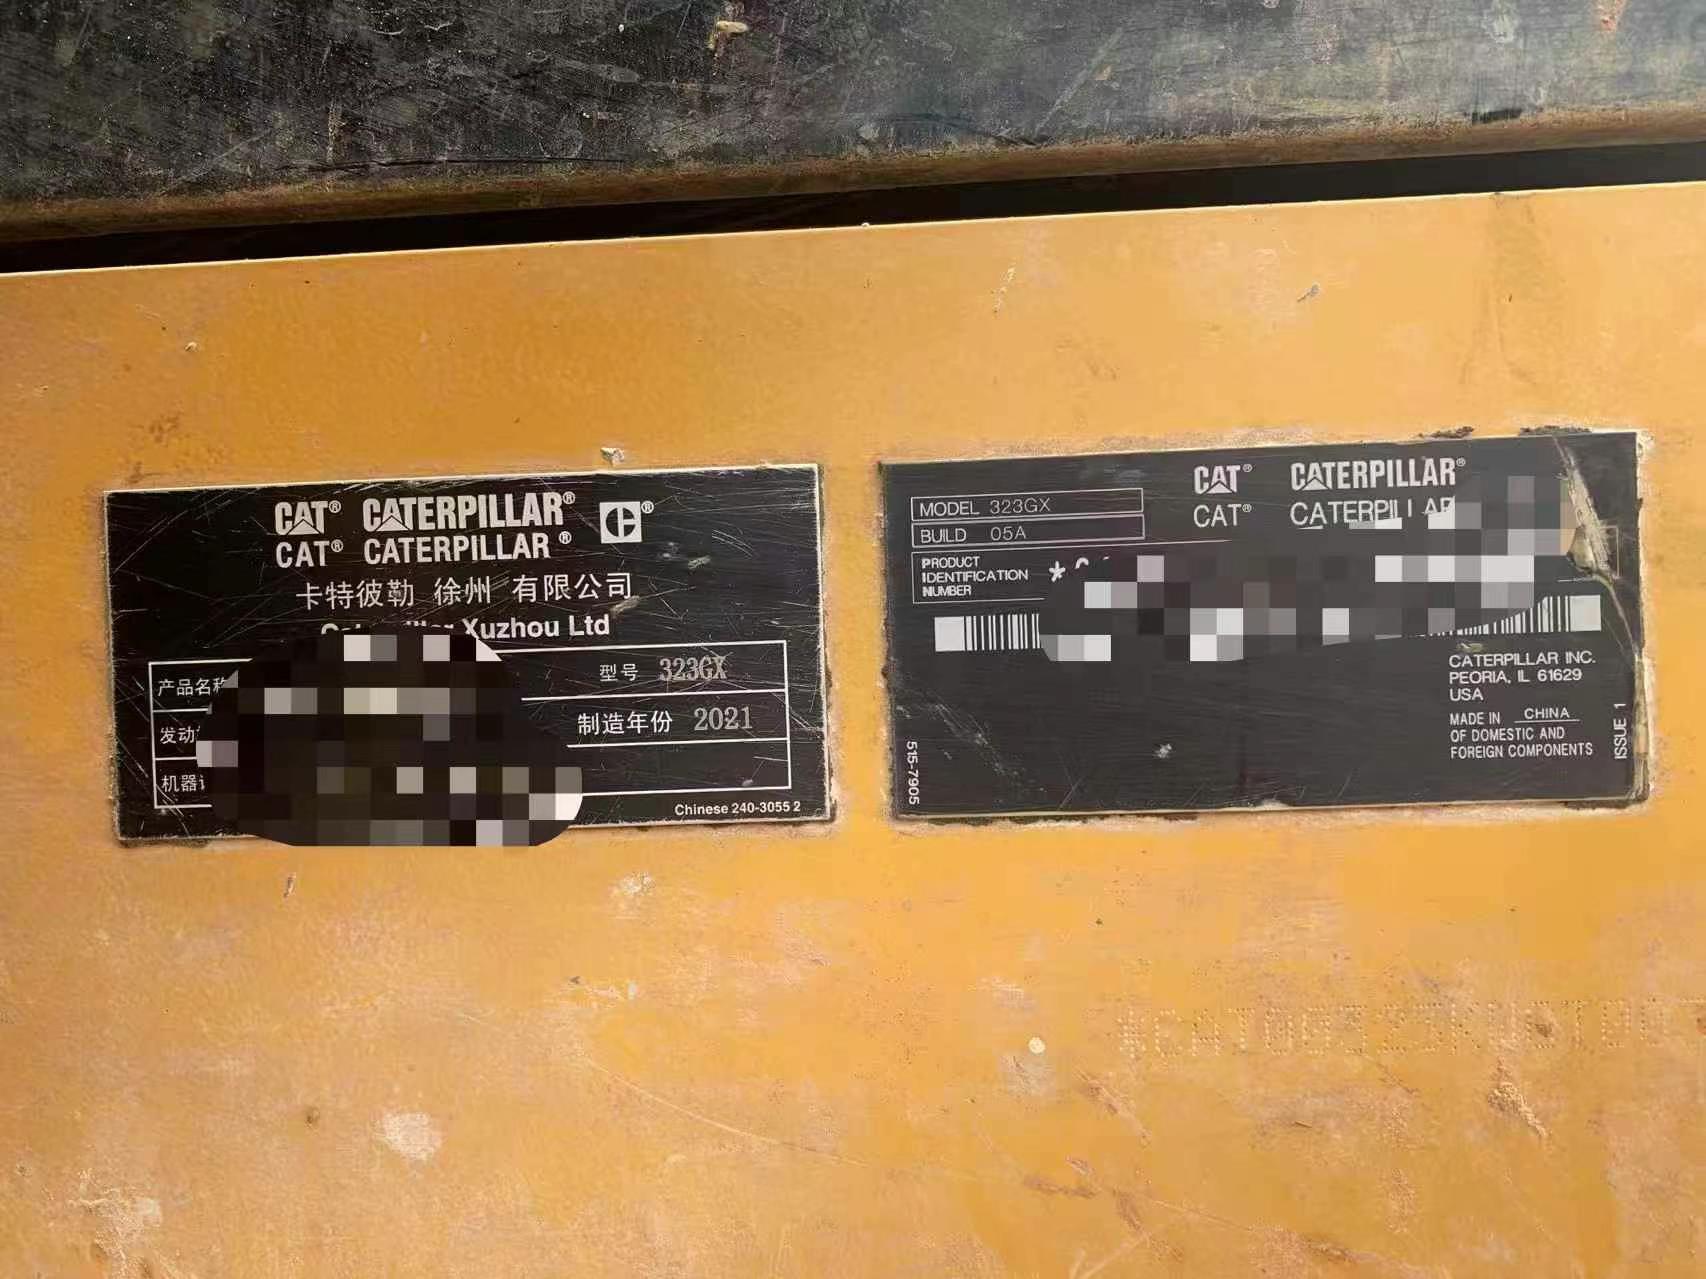 CAT® CATERPILLAR® C®
CAT® CATERPILLAR®
卡特彼勒 徐州 有限公司
Xuzhou Ltd
产品名称
型号 323GX
发动
制造年份 2021
机器
Chinese 240-3055 2
CAT® CATERPILLAR®
CAT® CATERPILLAR
MODEL 323GX
BUILD 05A
PRODUCT
IDENTIFICATION
NUMBER
*
CATERPILLAR INC.
PEORIA, IL 61629
USA
MADE IN CHINA
OF DOMESTIC AND
FOREIGN COMPONENTS
515-7905
ISSUE 1